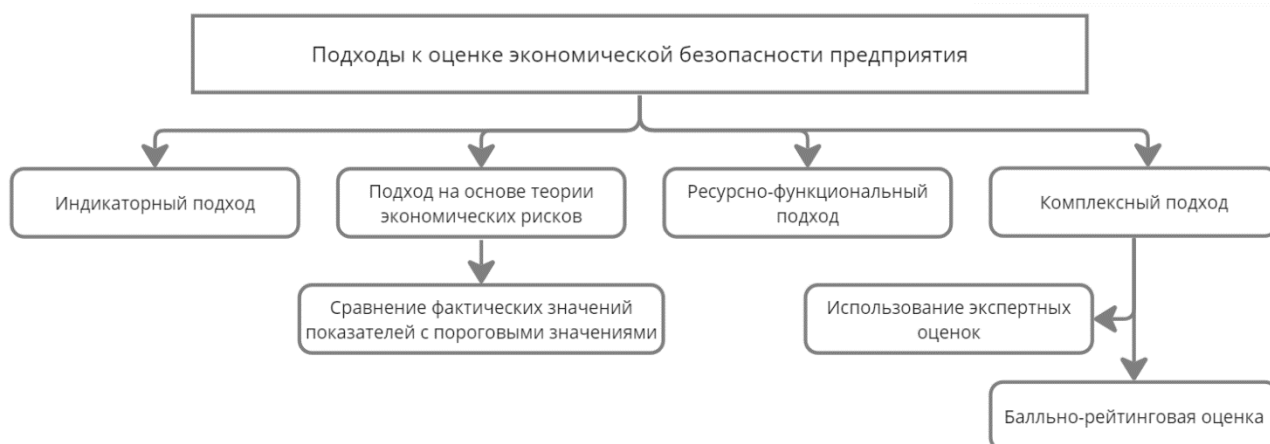 Подходы к оценке экономической безопасности предприятия
Индикаторный подход
Подход на основе теории
экономических рисков
Ресурсно-функциональный
подход
Комплексный подход
Сравнение фактических значений
показателей с пороговыми значениями
Использование экспертных
оценок
Балльно-рейтинговая оценка